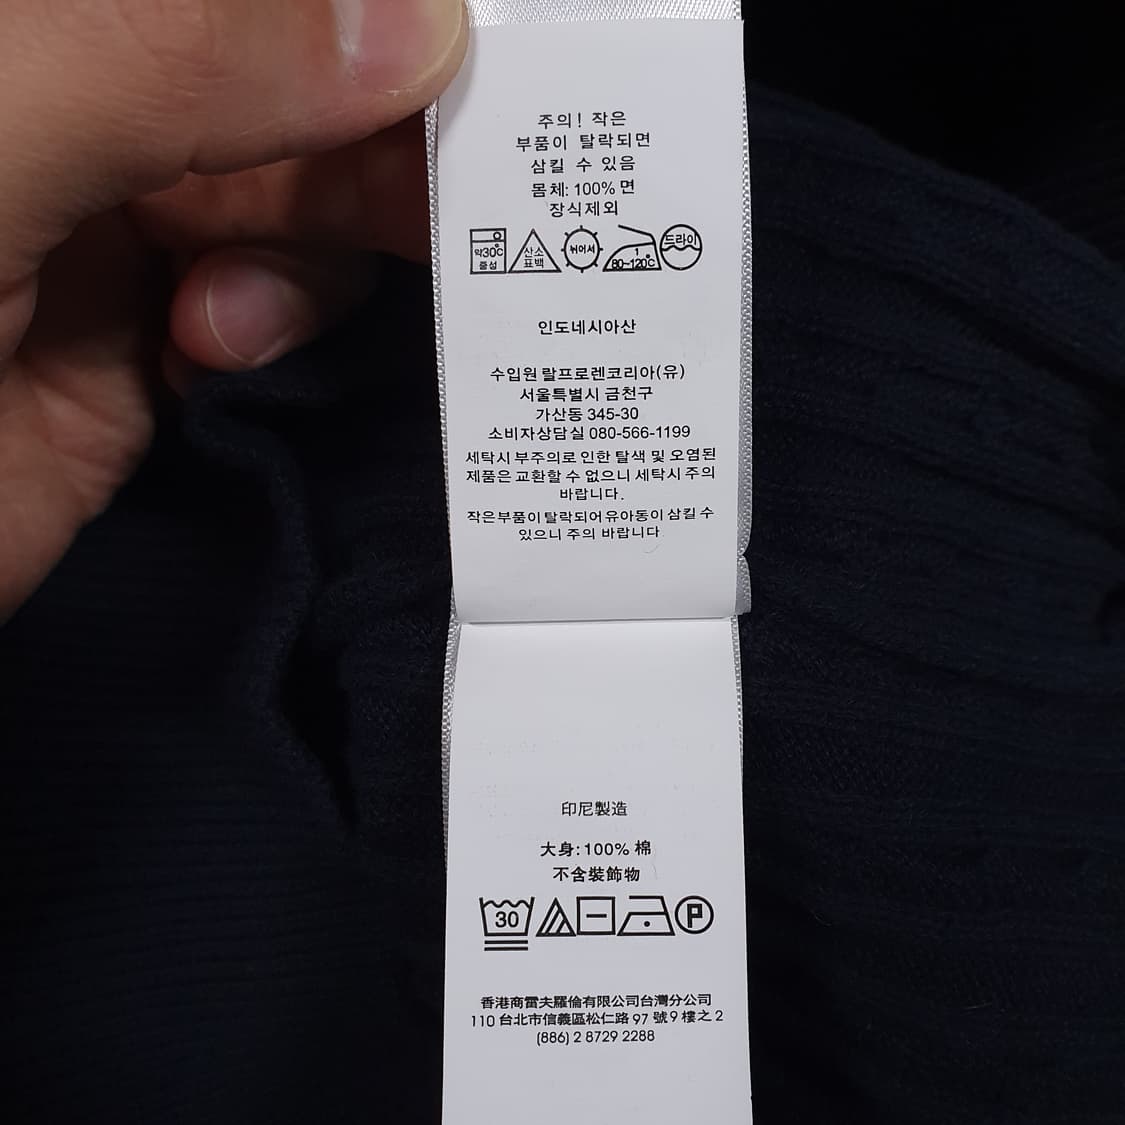 주의! 작은
부품이 탈락되면
삼킬 수 있음
몸체: 100% 면
장식제외
약30℃ 중성 산소 표백 뉘어서 1 80~120℃ 드라이
인도네시아산
수입원 랄프로렌코리아(유)
서울특별시 금천구
가산동 345-30
소비자상담실 080-566-1199
세탁시 부주의로 인한 탈색 및 오염된
제품은 교환할 수 없으니 세탁시 주의
바랍니다.
작은부품이 탈락되어 유아동이 삼킬 수
있으니 주의 바랍니다
印尼製造
大身: 100% 棉
不含裝飾物
30 P
香港商雷夫羅倫有限公司台灣分公司
110 台北市信義區松仁路 97 號 9 樓之 2
(886) 2 8729 2288